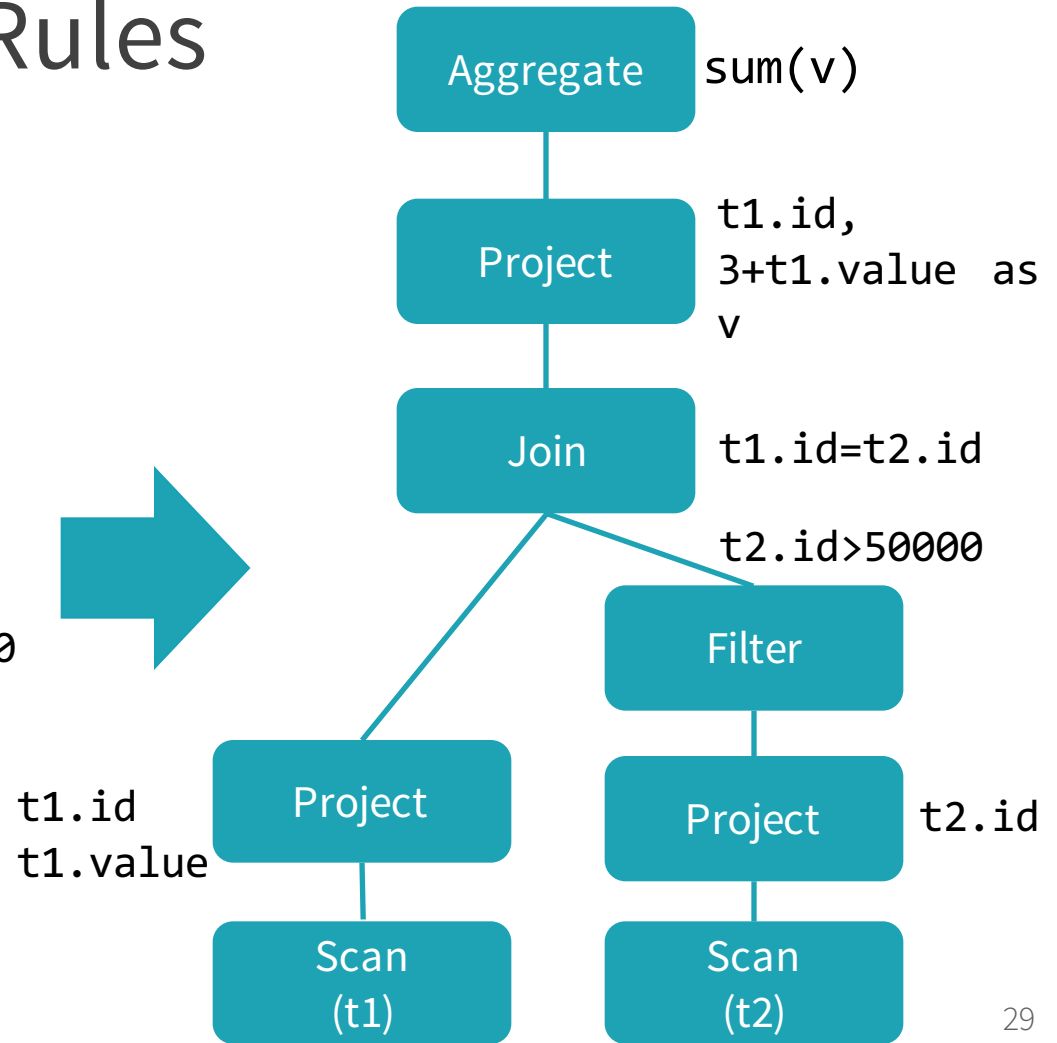 Rules
Aggregate
sum(v)
Project
t1.id,
3+t1.value as
v
Join
t1.id=t2.id
t2.id>50000
0
Filter
t1.id
t1.value
Project
Project
t2.id
Scan
(t1)
Scan
(t2)
29